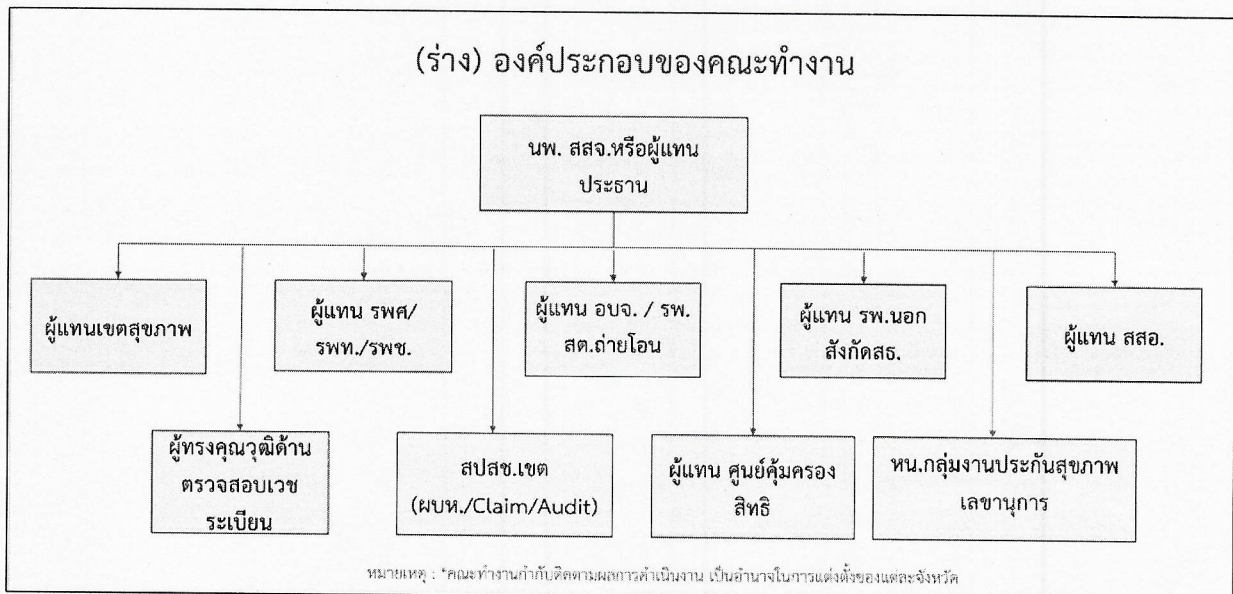 (ร่าง) องค์ประกอบของคณะทำงาน
นพ. สสจ.หรือผู้แทน
ประธาน
ผู้แทนเขตสุขภาพ
ผู้แทน รพศ/
รพท./รพช.
ผู้แทน อบจ. / รพ.
สต.ถ่ายโอน
ผู้แทน รพ.นอก
สังกัดสธ.
ผู้แทน สสอ.
ผู้ทรงคุณวุฒิด้าน
ตรวจสอบเวช
ระเบียน
สปสช.เขต
(ผบห./Claim/Audit)
ผู้แทน ศูนย์คุ้มครอง
สิทธิ
หน.กลุ่มงานประกันสุขภาพ
เลขานุการ
หมายเหตุ : *คณะทำงานกำกับติดตามผลการดำเนินงาน เป็นอำนาจในการแต่งตั้งของแต่ละจังหวัด